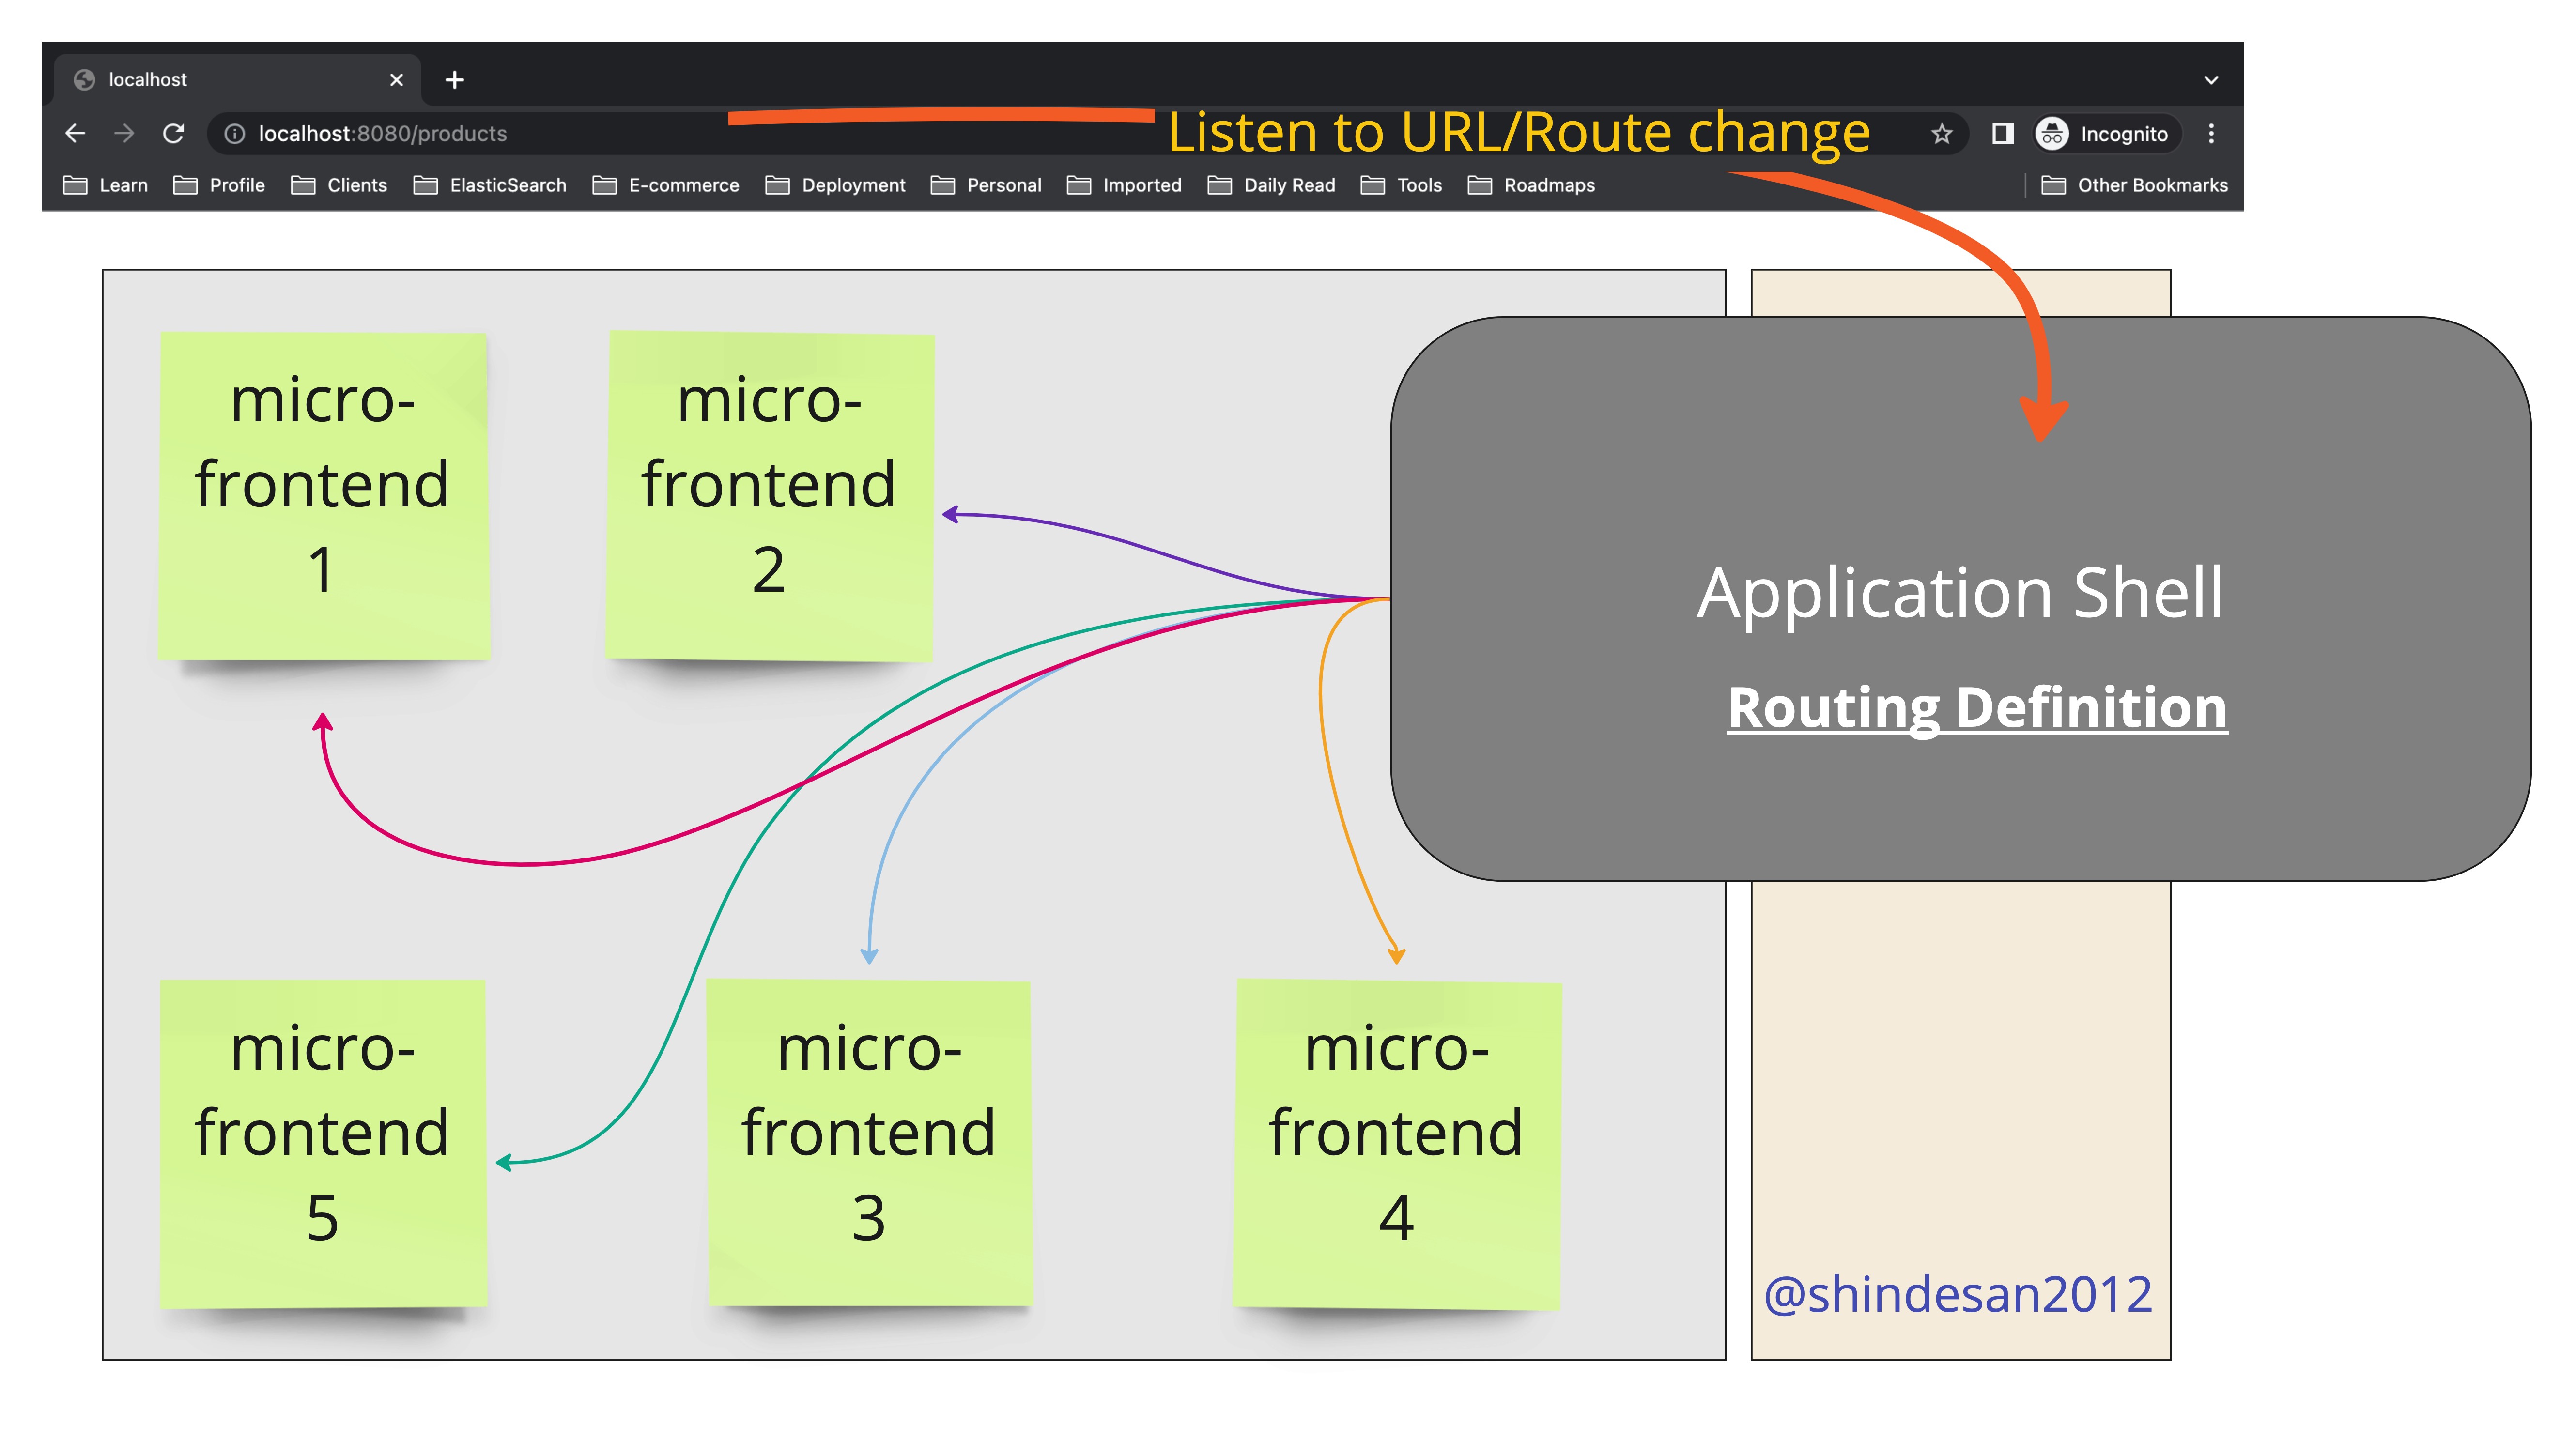 localhost
localhost:8080/products
Listen to URL/Route change
Incognito
Learn Profile Clients ElasticSearch E-commerce Deployment Personal Imported Daily Read Tools Roadmaps Other Bookmarks
micro-
frontend
1
micro-
frontend
2
Application Shell
Routing Definition
micro-
frontend
5
micro-
frontend
3
micro-
frontend
4
@shindesan2012